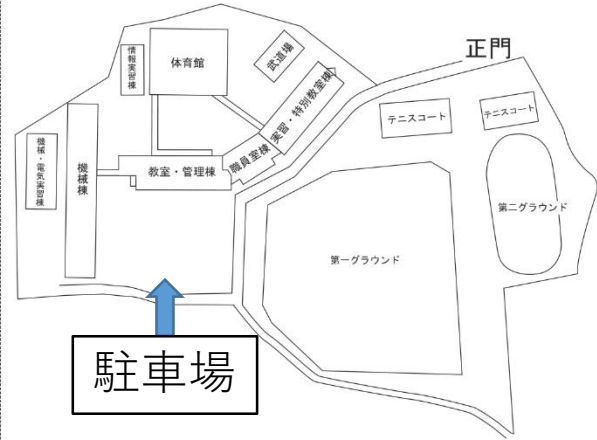 正門
情報実習棟
体育館
武道場
実習・特別教室棟
テニスコート
テニスコート
機械・電気実習棟
機械棟
教室・管理棟
職員室棟
第二グラウンド
第一グラウンド
駐車場